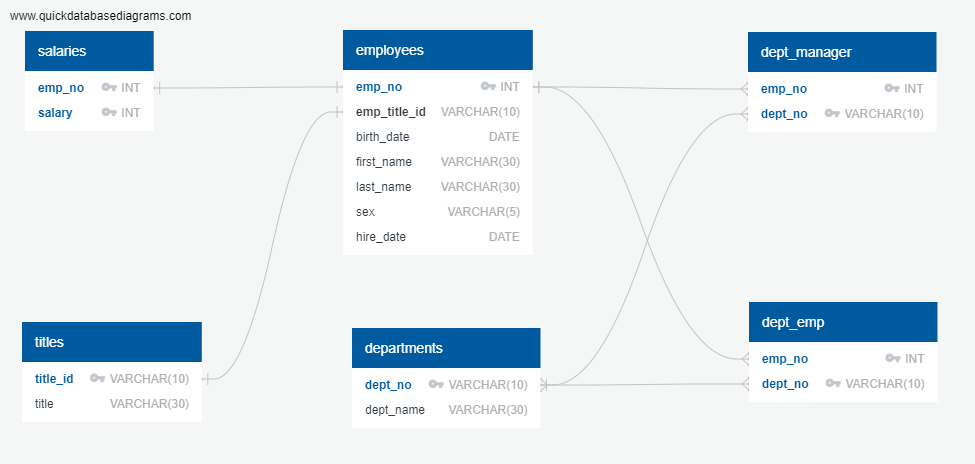 www.quickdatabasediagrams.com
salaries
emp_no INT
salary INT
employees
emp_no INT
emp_title_id VARCHAR(10)
birth_date DATE
first_name VARCHAR(30)
last_name VARCHAR(30)
sex VARCHAR(5)
hire_date DATE
dept_manager
emp_no INT
dept_no VARCHAR(10)
titles
title_id VARCHAR(10)
title VARCHAR(30)
departments
dept_no VARCHAR(10)
dept_name VARCHAR(30)
dept_emp
emp_no INT
dept_no VARCHAR(10)